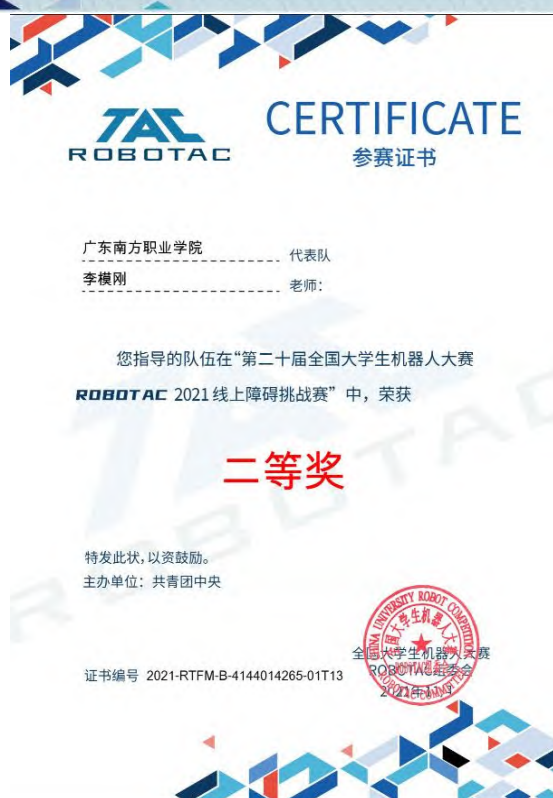 TAC
ROBOTAC
CERTIFICATE
参赛证书
广东南方职业学院 代表队
李模刚 老师：
您指导的队伍在“第二十届全国大学生机器人大赛
ROBOTAC 2021线上障碍挑战赛”中，荣获
二等奖
特发此状，以资鼓励。
主办单位：共青团中央
CHINA UNIVERSITY ROBOT COMPETITION
全国大学生机器人大赛
ROBOTAC组委会
证书编号 2021-RTFM-B-4144014265-01T13